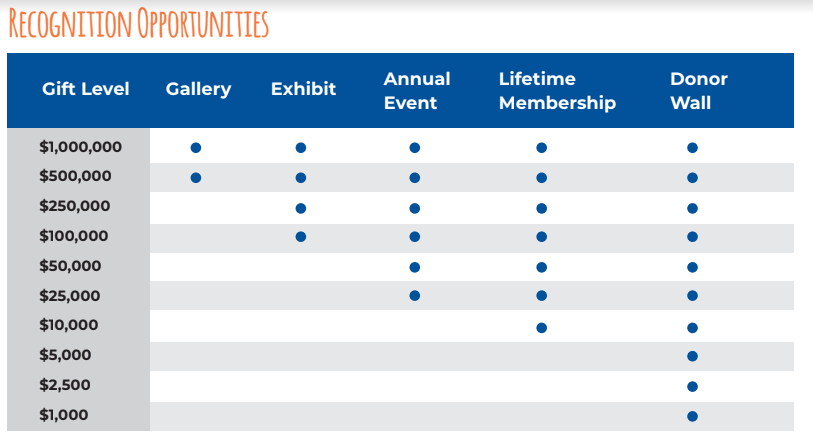 Recognition Opportunities
Gift Level Gallery Exhibit Annual Event Lifetime Membership Donor Wall
$1,000,000 ● ● ● ● ●
$500,000 ● ● ● ● ●
$250,000 ● ● ● ●
$100,000 ● ● ● ●
$50,000 ● ● ●
$25,000 ● ● ●
$10,000 ● ●
$5,000 ●
$2,500 ●
$1,000 ●